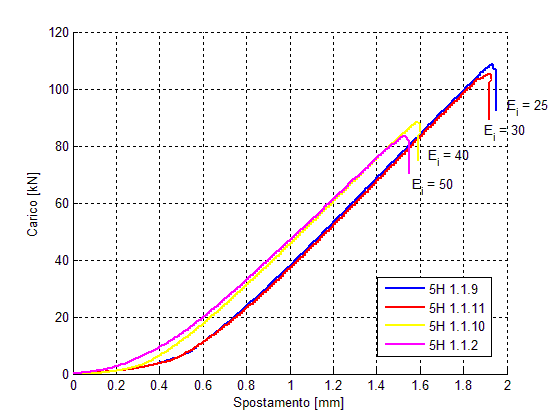 120
100
80
60
40
20
0
Carico [kN]
0
0.2
0.4
0.6
0.8
1
1.2
1.4
1.6
1.8
2
Spostamento [mm]
E_i = 25
E_i = 30
E_i = 40
E_i = 50
5H 1.1.9
5H 1.1.11
5H 1.1.10
5H 1.1.2